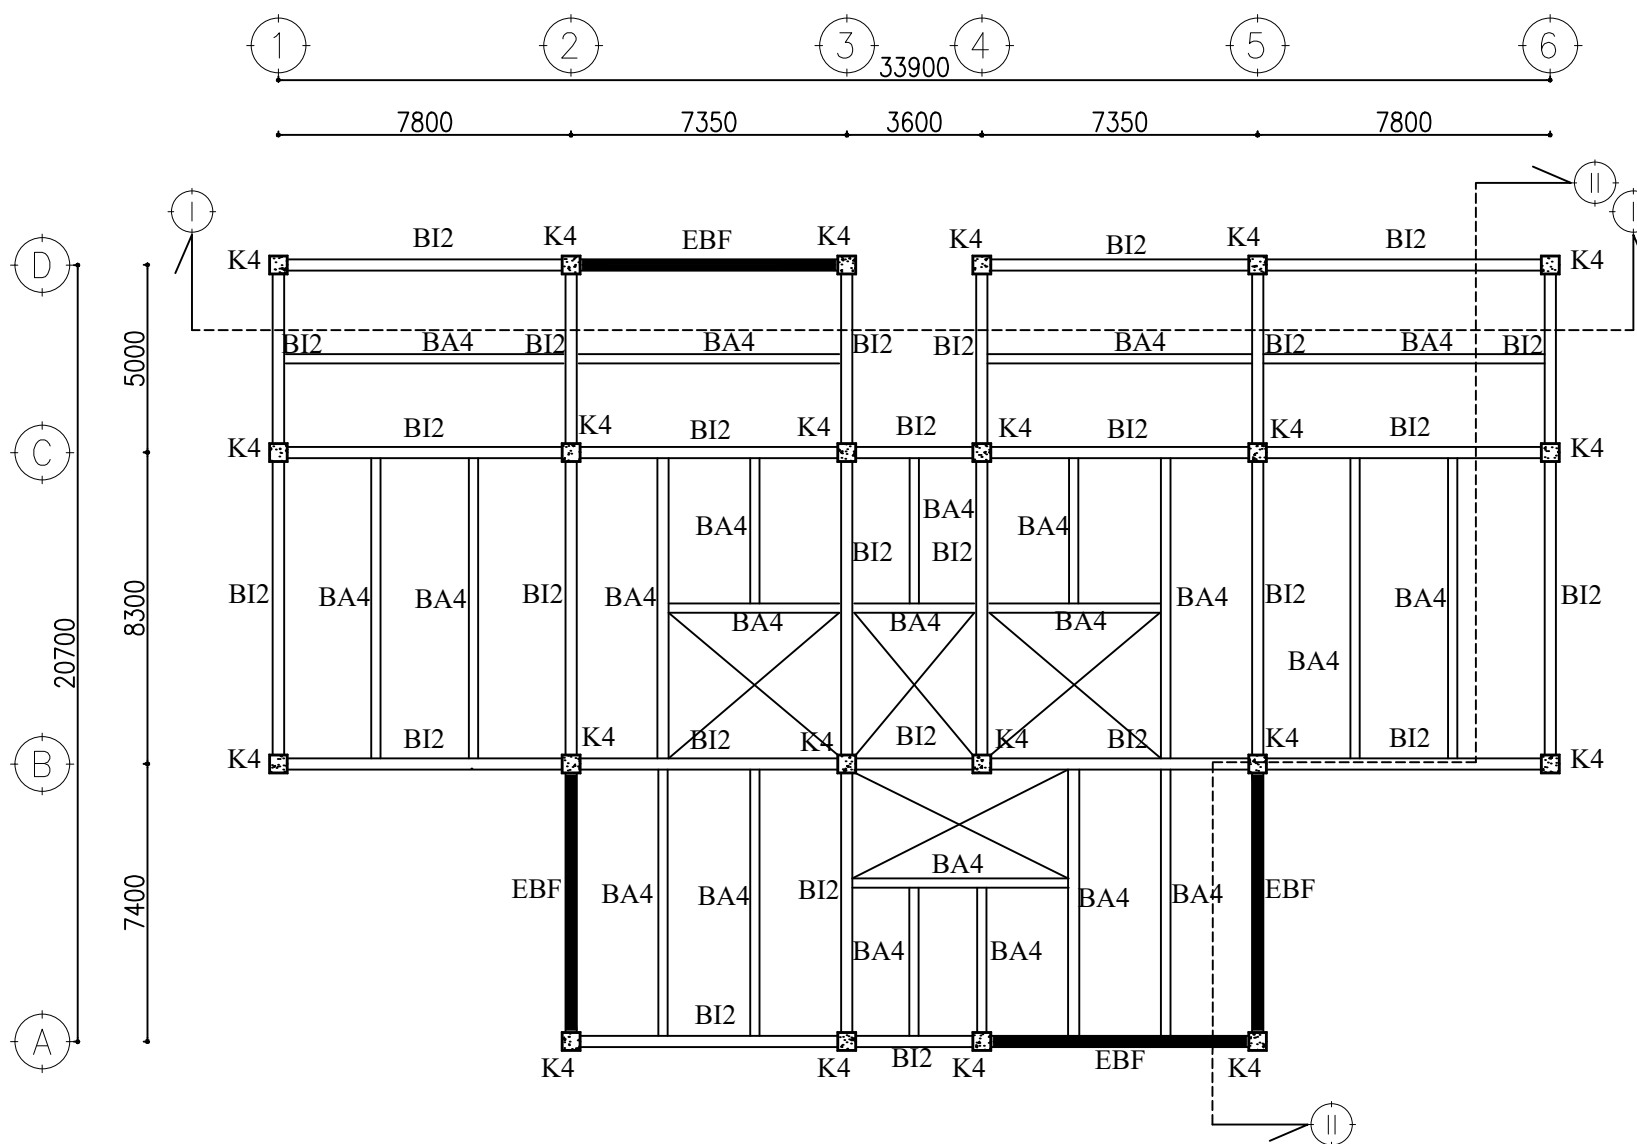 1 2 3 4 5 6
33900
7800 7350 3600 7350 7800
II
I I
K4 BI2 K4 EBF K4 K4 BI2 K4 BI2 K4
D
5000
BI2 BA4 BI2 BA4 BI2 BI2 BA4 BI2 BA4 BI2
K4 BI2 K4 BI2 K4 BI2 K4 BI2 K4 BI2 K4
C
BA4 BA4 BA4
BI2 BI2
8300
BI2 BA4 BA4 BI2 BA4 BA4 BI2 BA4 BI2
BA4 BA4 BA4
20700
BA4
K4 BI2 K4 BI2 K4 BI2 K4 BI2 K4 BI2 K4
B
BA4
7400
EBF BA4 BA4 BI2 BA4 BA4 EBF
BA4 BA4
BI2
A
K4 K4 BI2 K4 EBF K4
II